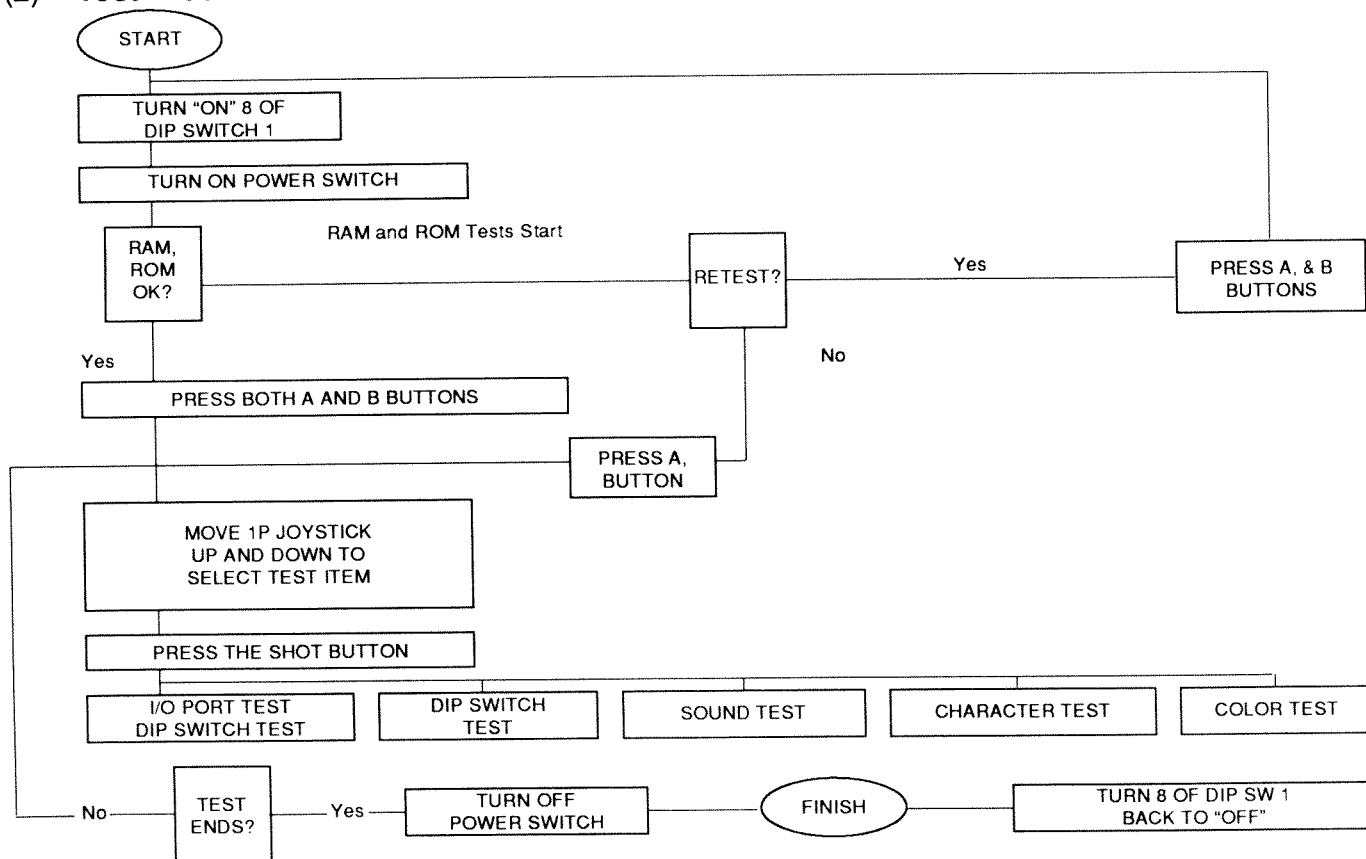 START
TURN “ON” 8 OF
DIP SWITCH 1
TURN ON POWER SWITCH
RAM and ROM Tests Start
RAM,
ROM
OK?
RETEST?
Yes
PRESS A, & B
BUTTONS
Yes
No
PRESS BOTH A AND B BUTTONS
PRESS A,
BUTTON
MOVE 1P JOYSTICK
UP AND DOWN TO
SELECT TEST ITEM
PRESS THE SHOT BUTTON
I/O PORT TEST
DIP SWITCH TEST
DIP SWITCH
TEST
SOUND TEST
CHARACTER TEST
COLOR TEST
No
TEST
ENDS?
Yes
TURN OFF
POWER SWITCH
FINISH
TURN 8 OF DIP SW 1
BACK TO “OFF”